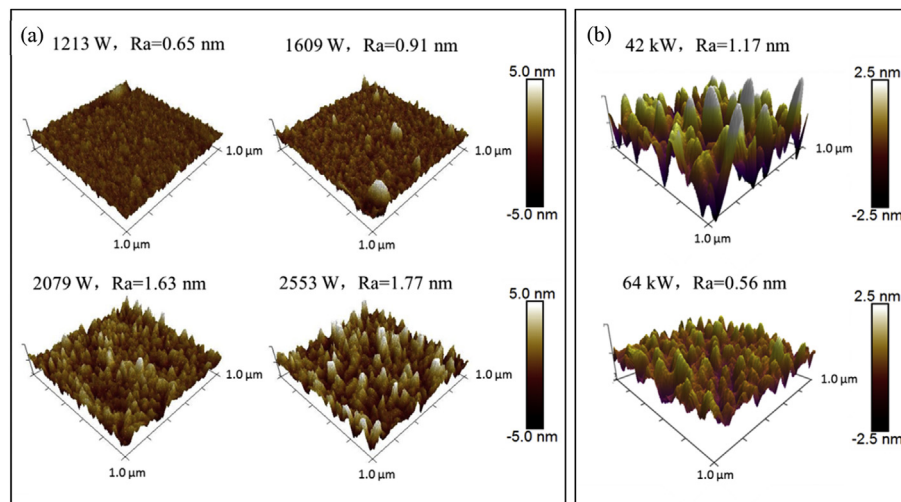 (a)
1213 W，Ra=0.65 nm
1.0 µm
1.0 µm
1609 W，Ra=0.91 nm
1.0 µm
1.0 µm
5.0 nm
-5.0 nm
2079 W，Ra=1.63 nm
1.0 µm
1.0 µm
2553 W，Ra=1.77 nm
1.0 µm
1.0 µm
5.0 nm
-5.0 nm
(b)
42 kW，Ra=1.17 nm
1.0 µm
1.0 µm
2.5 nm
-2.5 nm
64 kW，Ra=0.56 nm
1.0 µm
1.0 µm
2.5 nm
-2.5 nm